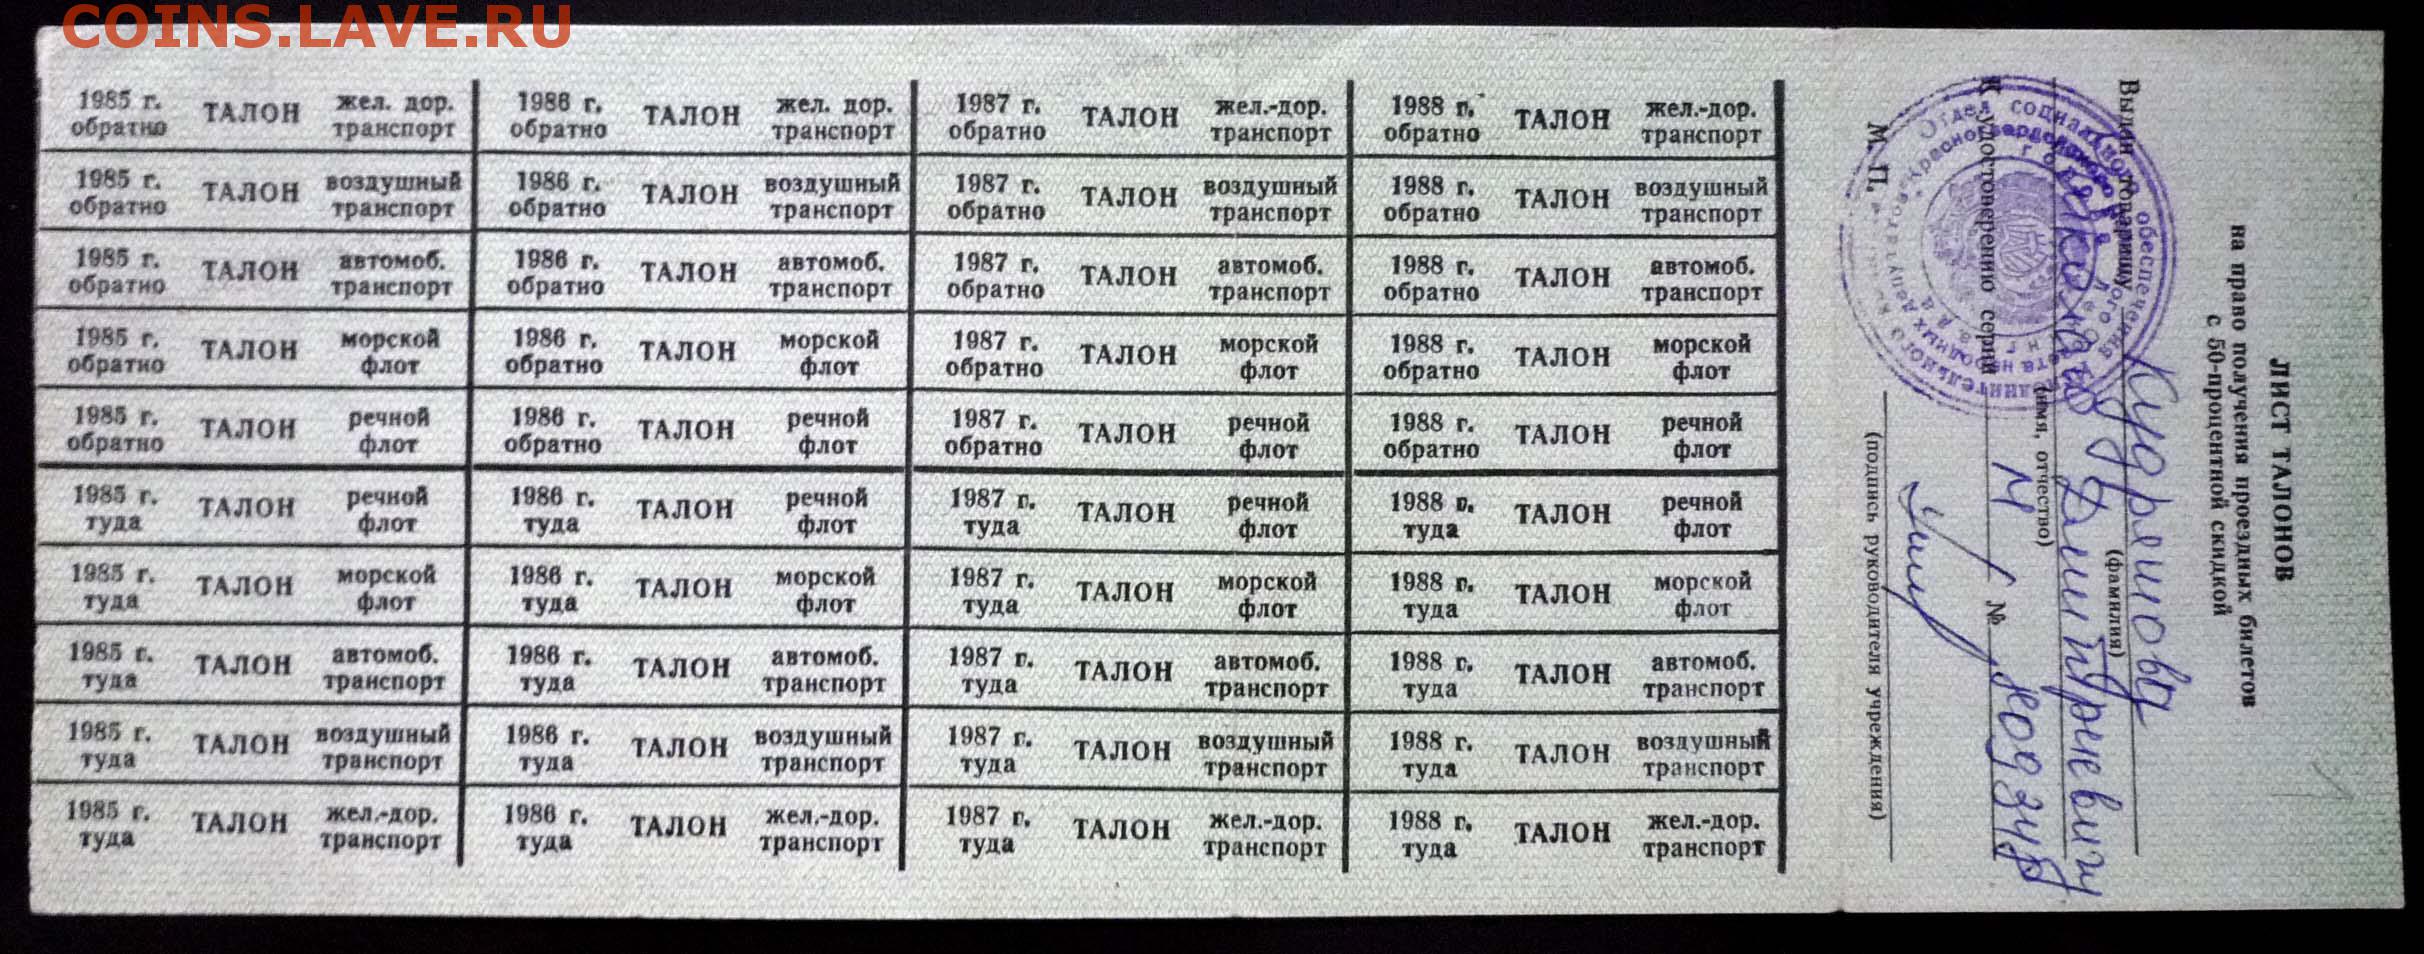 COINS.LAVE.RU
1985 г. обратно ТАЛОН жел. дор. транспорт
1986 г. обратно ТАЛОН жел. дор. транспорт
1987 г. обратно ТАЛОН жел.-дор. транспорт
1988 г. обратно ТАЛОН жел.-дор. транспорт
1985 г. обратно ТАЛОН воздушный транспорт
1986 г. обратно ТАЛОН воздушный транспорт
1987 г. обратно ТАЛОН воздушный транспорт
1988 г. обратно ТАЛОН воздушный транспорт
1985 г. обратно ТАЛОН автомоб. транспорт
1986 г. обратно ТАЛОН автомоб. транспорт
1987 г. обратно ТАЛОН автомоб. транспорт
1988 г. обратно ТАЛОН автомоб. транспорт
1985 г. обратно ТАЛОН морской флот
1986 г. обратно ТАЛОН морской флот
1987 г. обратно ТАЛОН морской флот
1988 г. обратно ТАЛОН морской флот
1985 г. обратно ТАЛОН речной флот
1986 г. обратно ТАЛОН речной флот
1987 г. обратно ТАЛОН речной флот
1988 г. обратно ТАЛОН речной флот
1985 г. туда ТАЛОН речной флот
1986 г. туда ТАЛОН речной флот
1987 г. туда ТАЛОН речной флот
1988 г. туда ТАЛОН речной флот
1985 г. туда ТАЛОН морской флот
1986 г. туда ТАЛОН морской флот
1987 г. туда ТАЛОН морской флот
1988 г. туда ТАЛОН морской флот
1985 г. туда ТАЛОН автомоб. транспорт
1986 г. туда ТАЛОН автомоб. транспорт
1987 г. туда ТАЛОН автомоб. транспорт
1988 г. туда ТАЛОН автомоб. транспорт
1985 г. туда ТАЛОН воздушный транспорт
1986 г. туда ТАЛОН воздушный транспорт
1987 г. туда ТАЛОН воздушный транспорт
1988 г. туда ТАЛОН воздушный транспорт
1985 г. туда ТАЛОН жел.-дор. транспорт
1986 г. туда ТАЛОН жел.-дор. транспорт
1987 г. туда ТАЛОН жел.-дор. транспорт
1988 г. туда ТАЛОН жел.-дор. транспорт
ЛИСТ ТАЛОНОВ
на право получения проездных билетов
с 50-процентной скидкой
Выдан товарищу
(фамилия)
Дмитриевичу
(имя, отчество)
К удостоверению серии №
М. П.
(подпись руководителя учреждения)
Отдел социального обеспечения
народных депутатов